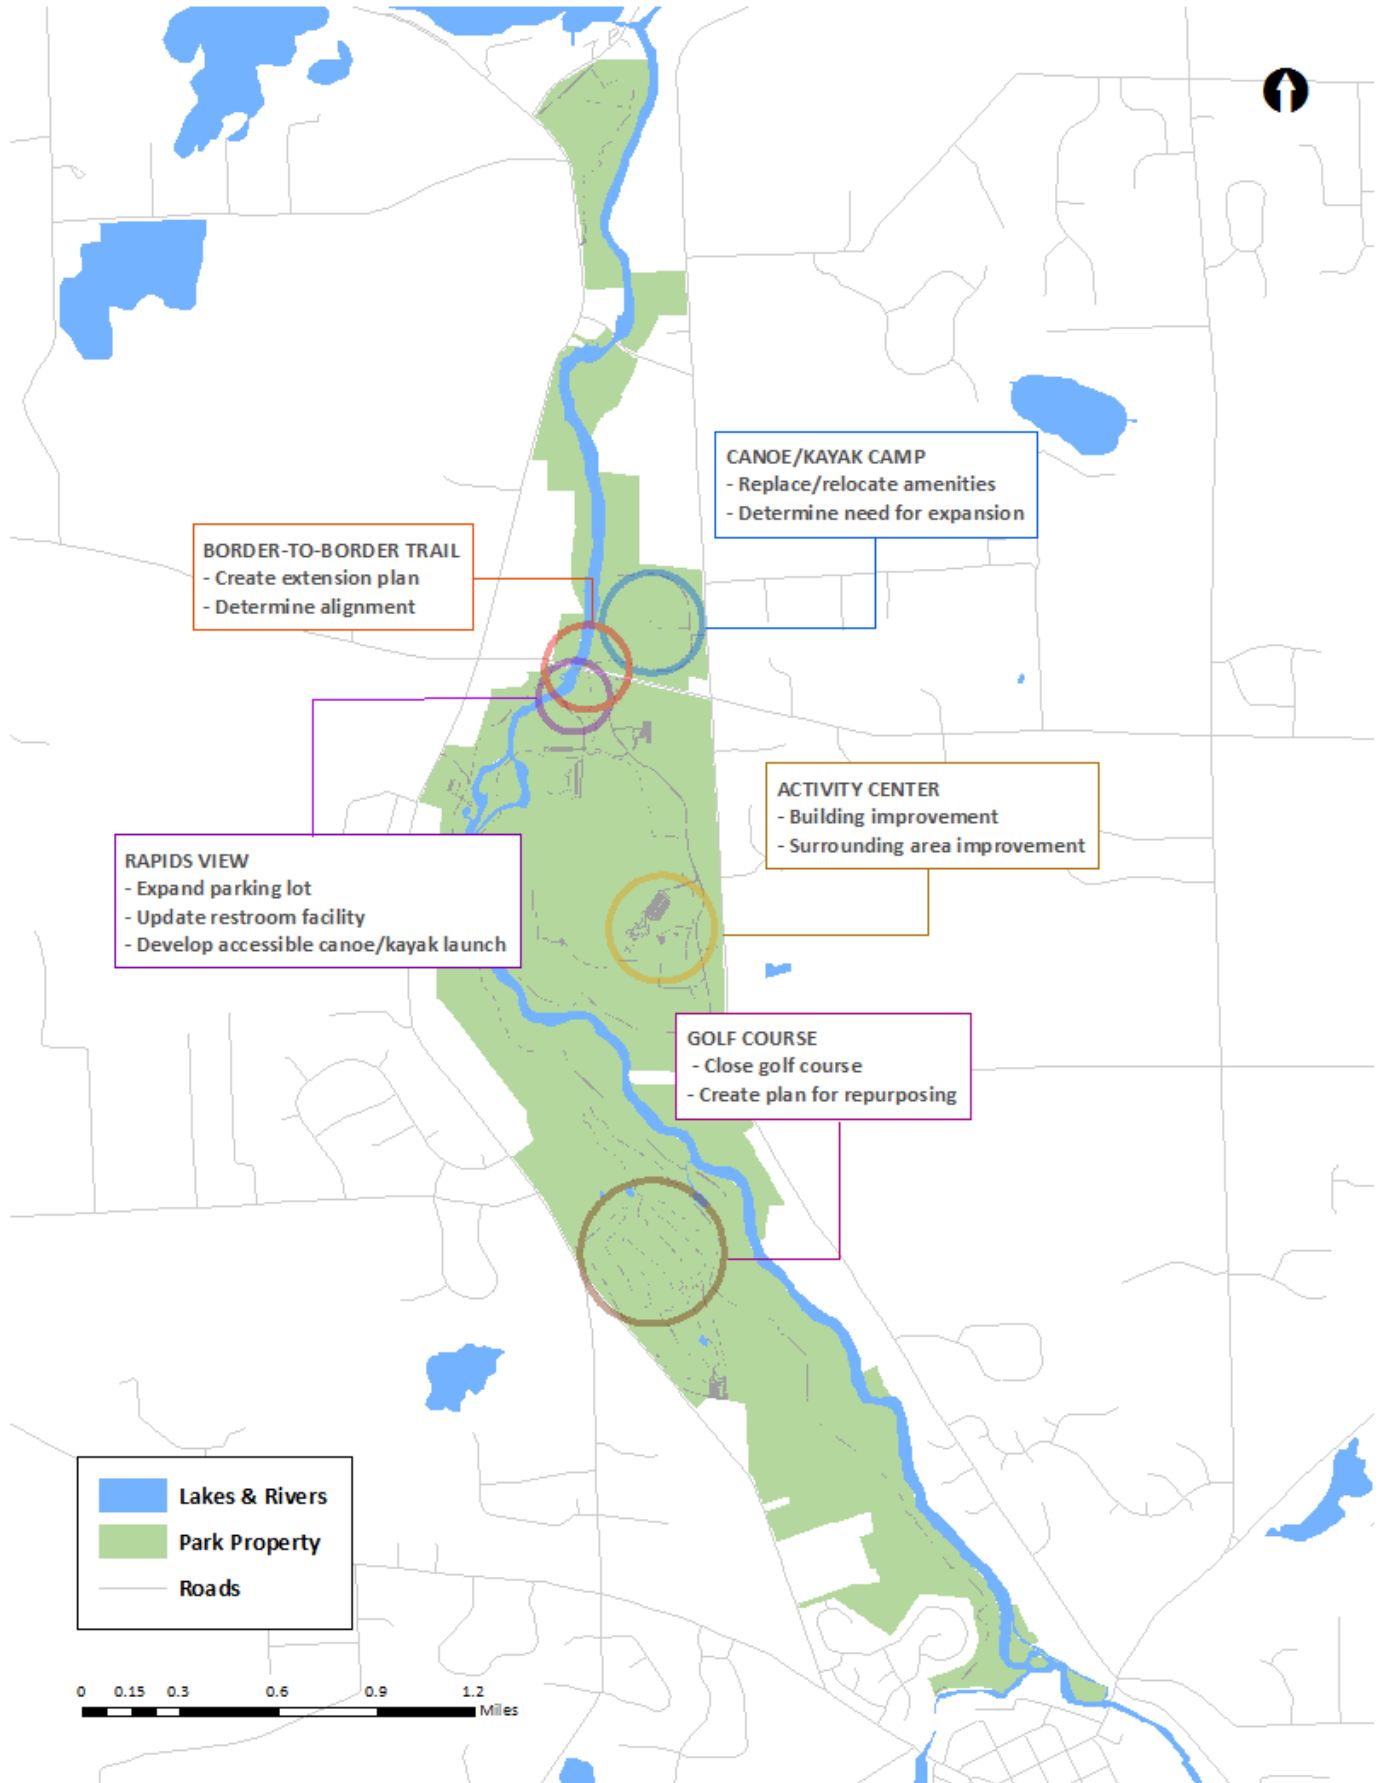 CANOE/KAYAK CAMP
- Replace/relocate amenities
- Determine need for expansion
BORDER-TO-BORDER TRAIL
- Create extension plan
- Determine alignment
ACTIVITY CENTER
- Building improvement
- Surrounding area improvement
RAPIDS VIEW
- Expand parking lot
- Update restroom facility
- Develop accessible canoe/kayak launch
GOLF COURSE
- Close golf course
- Create plan for repurposing
Lakes & Rivers
Park Property
Roads
0 0.15 0.3 0.6 0.9 1.2
Miles